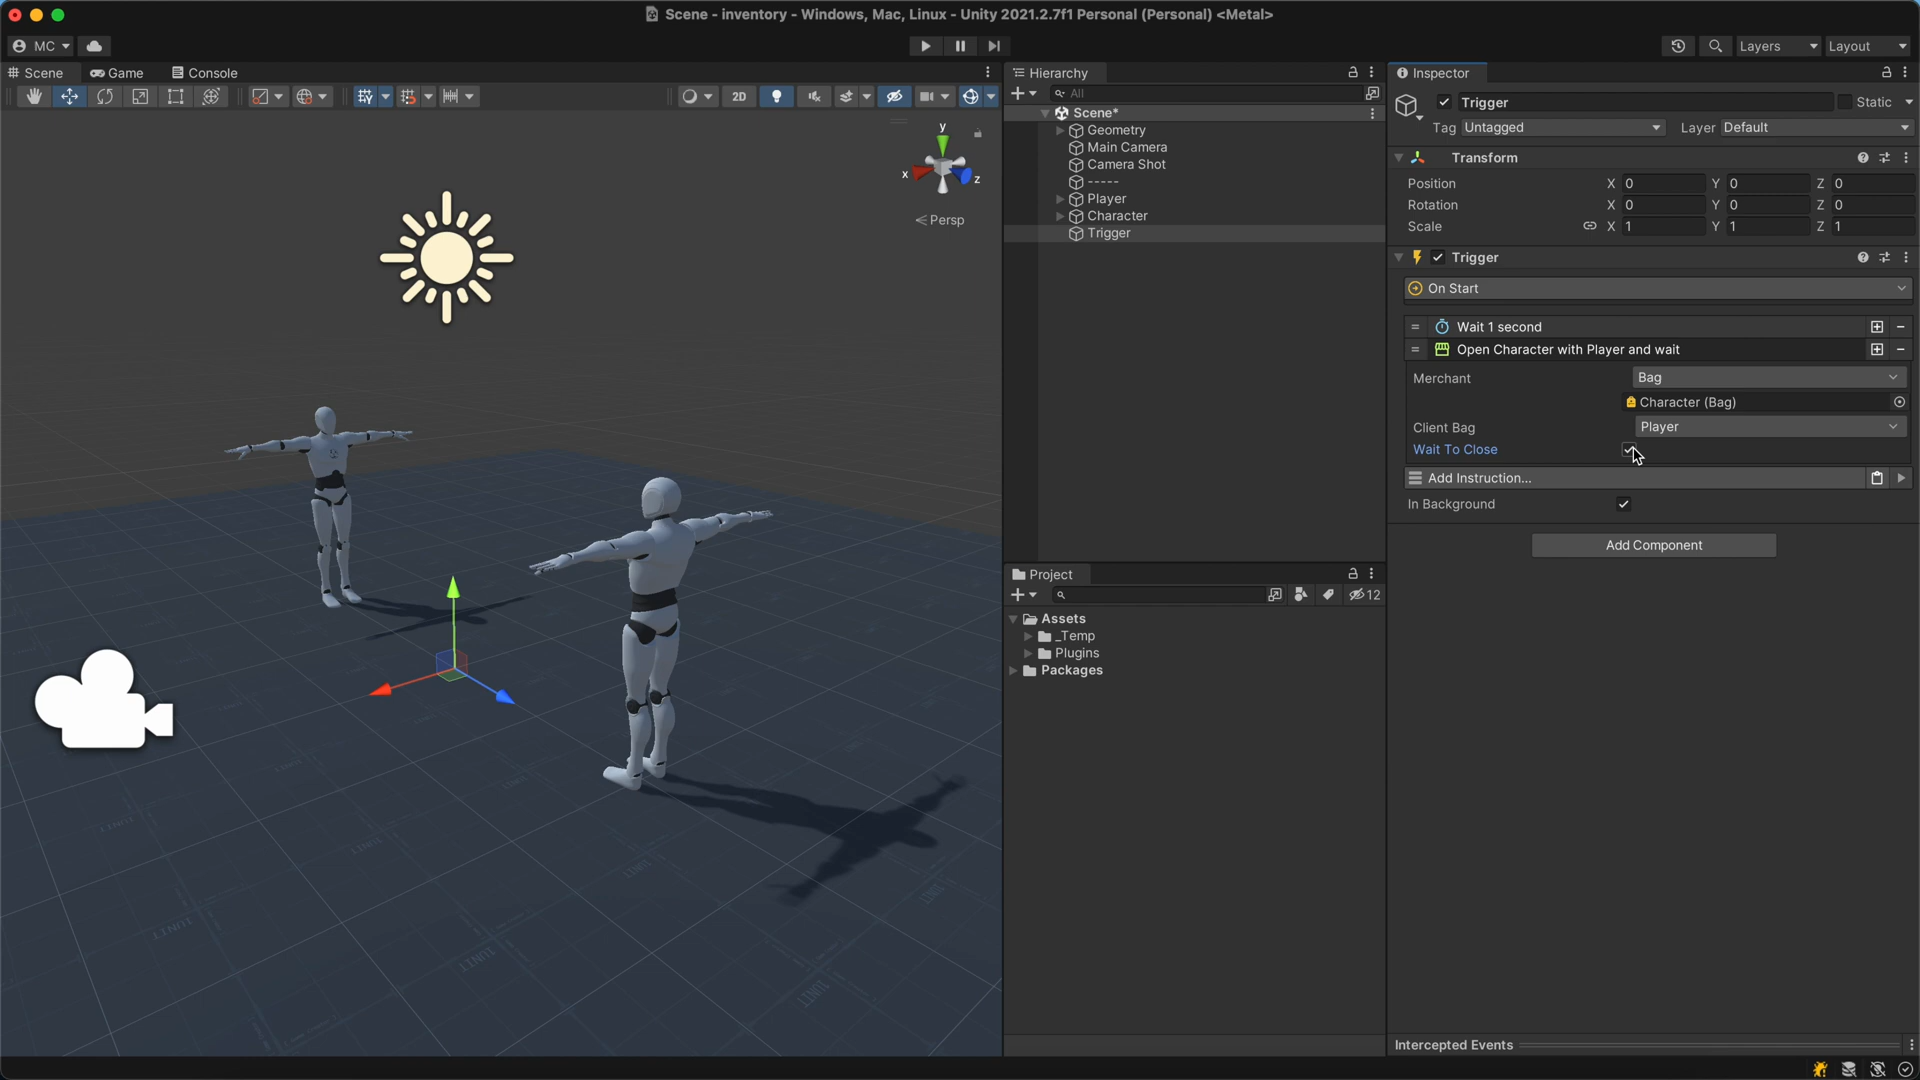 Scene - inventory - Windows, Mac, Linux - Unity 2021.2.7f1 Personal (Personal) <Metal>
MC
Layers
Layout
Scene
Game
Console
2D
y
x
z
Persp
Hierarchy
All
Scene*
Geometry
Main Camera
Camera Shot
-----
Player
Character
Trigger
Project
12
Assets
_Temp
Plugins
Packages
Inspector
Trigger
Static
Tag Untagged
Layer Default
Transform
Position X 0 Y 0 Z 0
Rotation X 0 Y 0 Z 0
Scale X 1 Y 1 Z 1
Trigger
On Start
Wait 1 second
Open Character with Player and wait
Merchant Bag
Character (Bag)
Client Bag Player
Wait To Close
Add Instruction...
In Background
Add Component
Intercepted Events